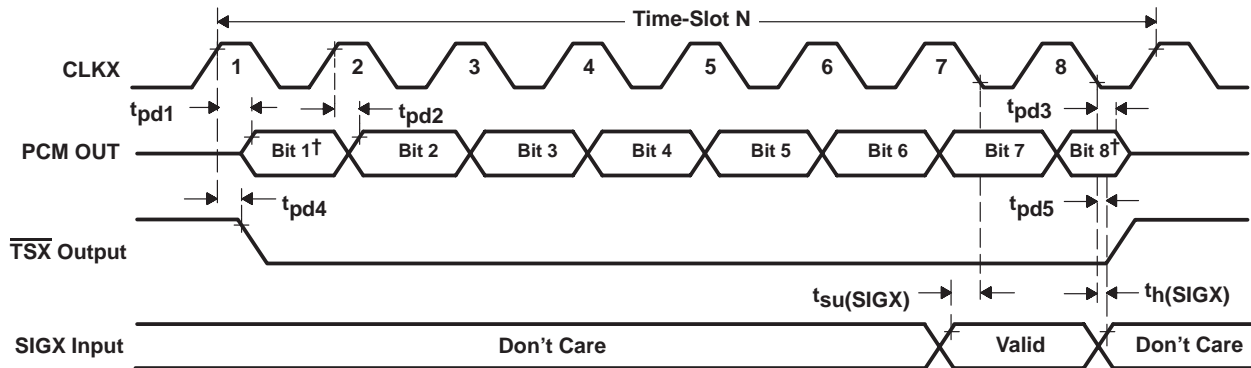 Time-Slot N
CLKX
1 2 3 4 5 6 7 8
tpd1
tpd2
tpd3
PCM OUT
Bit 1† Bit 2 Bit 3 Bit 4 Bit 5 Bit 6 Bit 7 Bit 8†
tpd4
tpd5
TSX Output
tsu(SIGX)
th(SIGX)
SIGX Input
Don't Care Valid Don't Care